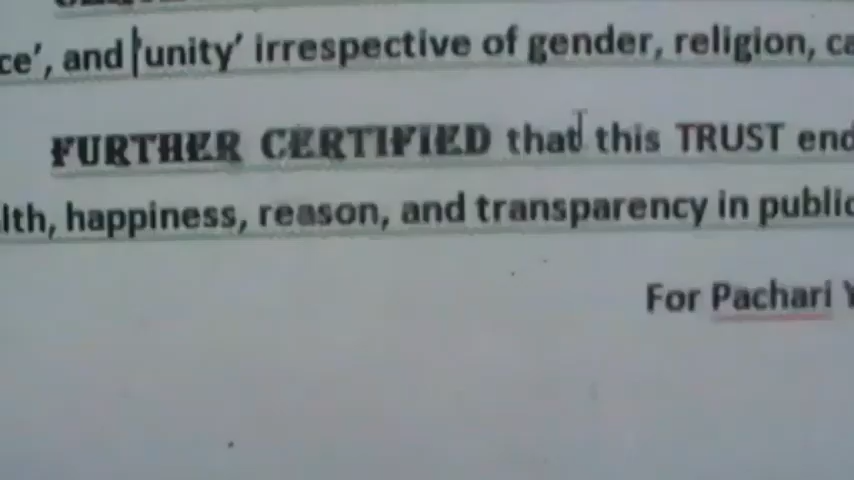 ce', and 'unity' irrespective of gender, religion, ca
FURTHER CERTIFIED that this TRUST end
lth, happiness, reason, and transparency in public
For Pachari Y